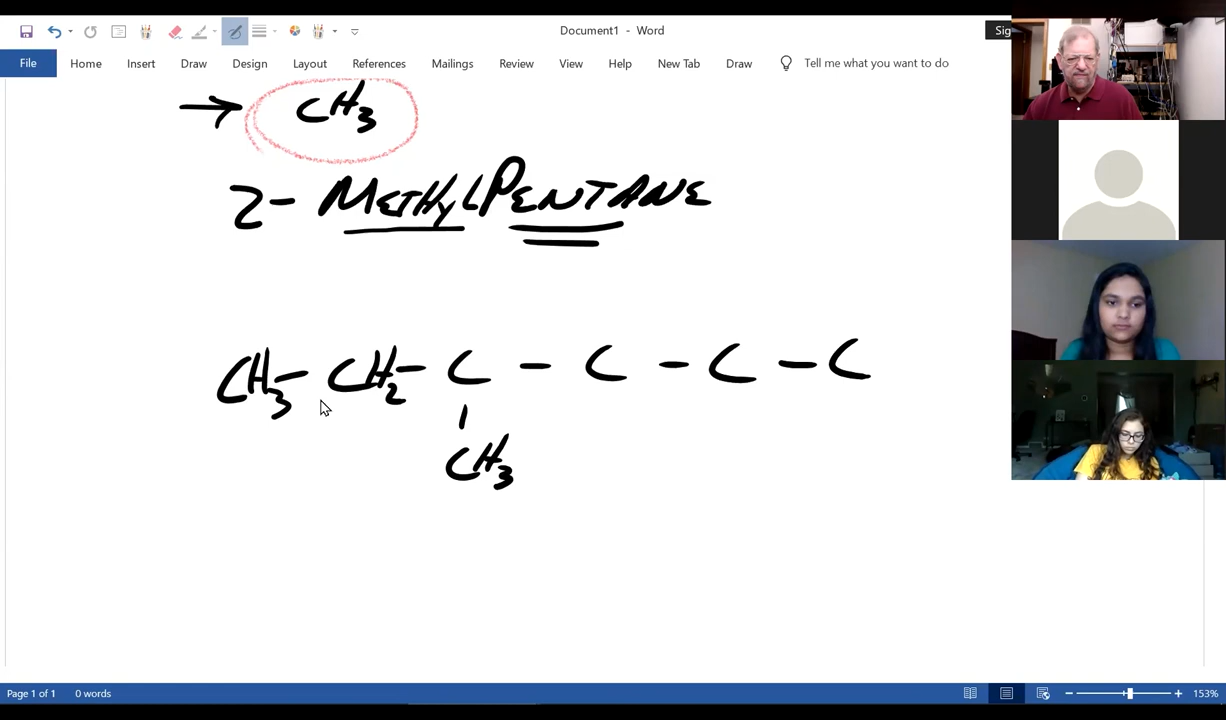 Document1 - Word
Sig
File Home Insert Draw Design Layout References Mailings Review View Help New Tab Draw Tell me what you want to do
→ CH3
2- METHYLPENTANE
CH3- CH2- C - C - C - C
CH3
Page 1 of 1 0 words 153%